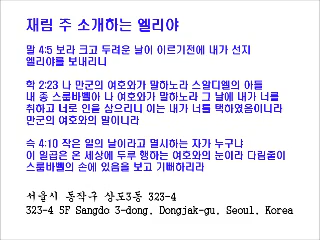 재림 주 소개하는 엘리야
말 4:5 보라 크고 두려운 날이 이르기전에 내가 선지
엘리야를 보내리니
학 2:23 나 만군의 여호와가 말하노라 스알디엘의 아들
내 종 스룹바벨아 나 여호와가 말하노라 그 날에 내가 너를
취하고 너로 인을 삼으리니 이는 내가 너를 택하였음이니라
만군의 여호와의 말이니라
슥 4:10 작은 일의 날이라고 멸시하는 자가 누구냐
이 일곱은 온 세상에 두루 행하는 여호와의 눈이라 다림줄이
스룹바벨의 손에 있음을 보고 기뻐하리라
서울시 동작구 상도3동 323-4
323-4 5F Sangdo 3-dong, Dongjak-gu, Seoul, Korea